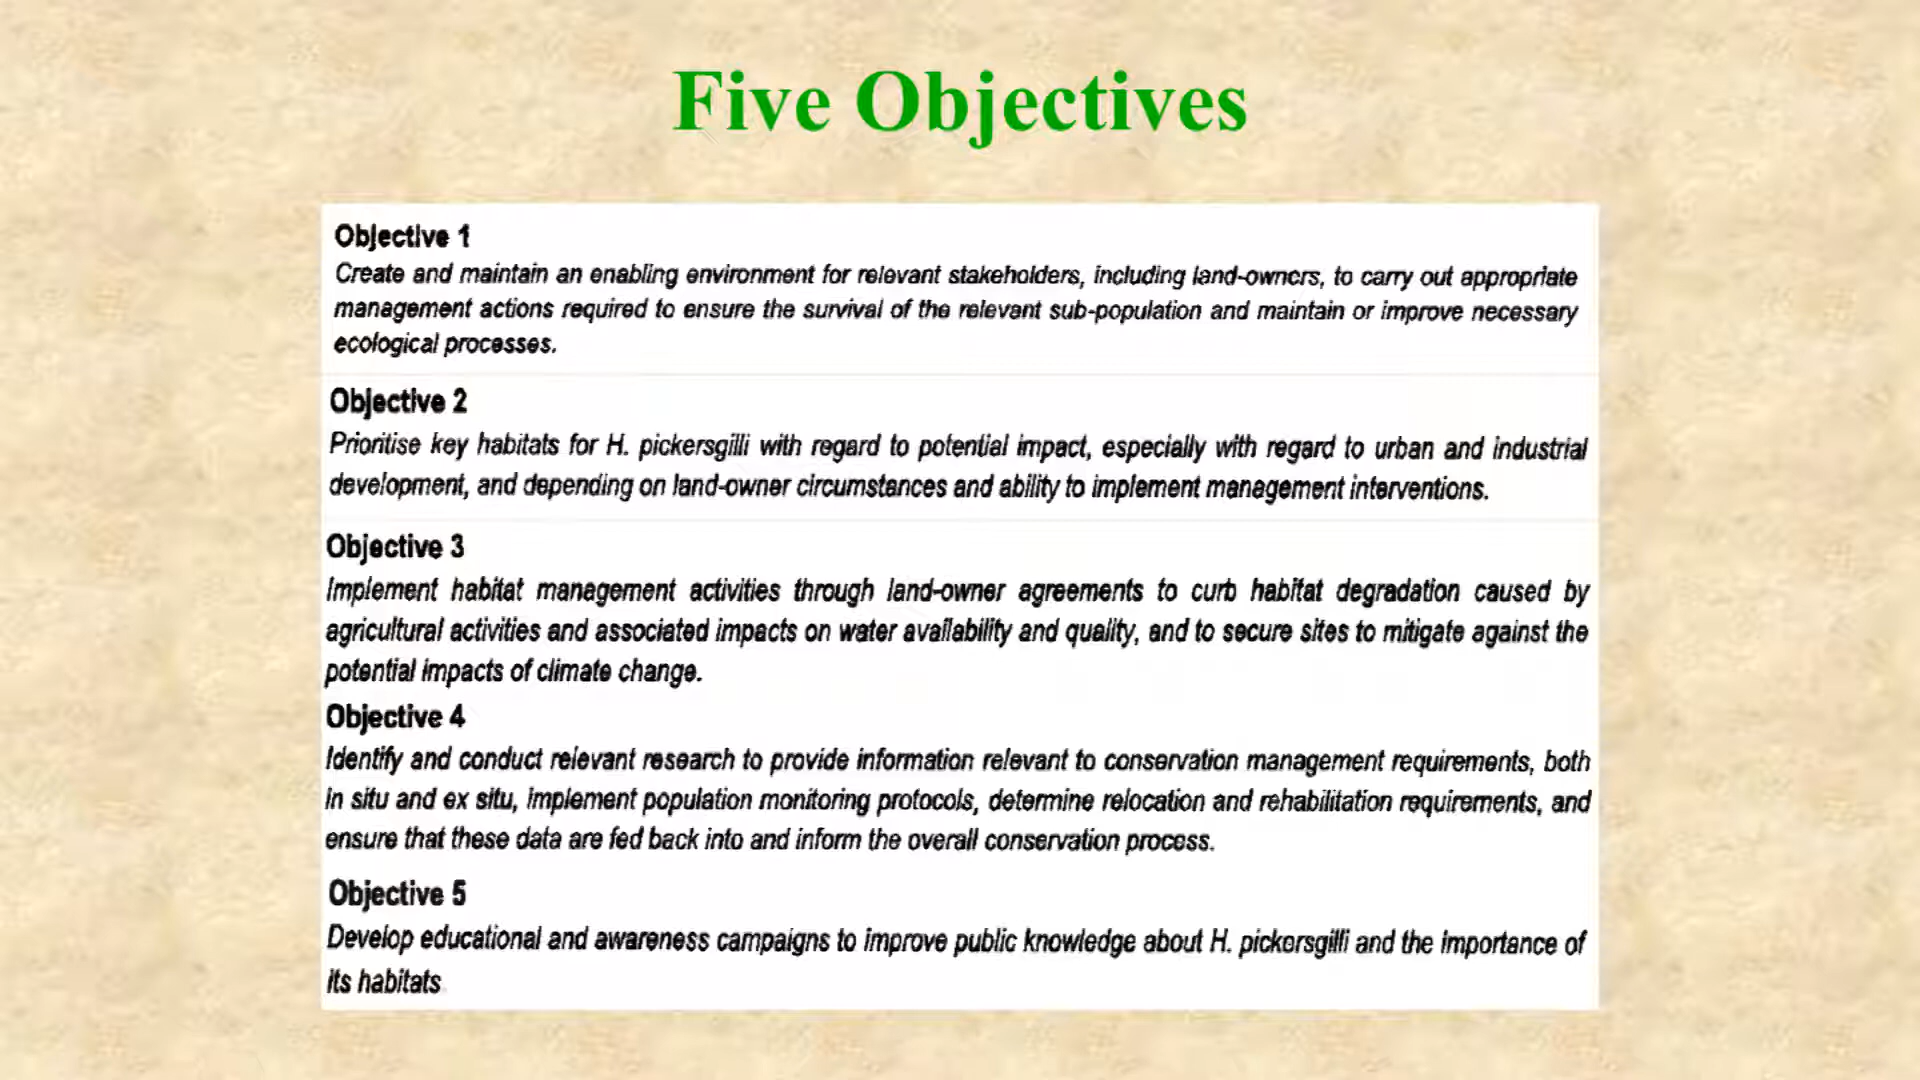 Five Objectives
Objective 1
Create and maintain an enabling environment for relevant stakeholders, including land-owners, to carry out appropriate
management actions required to ensure the survival of the relevant sub-population and maintain or improve necessary
ecological processes.
Objective 2
Prioritise key habitats for H. pickersgilli with regard to potential impact, especially with regard to urban and industrial
development, and depending on land-owner circumstances and ability to implement management interventions.
Objective 3
Implement habitat management activities through land-owner agreements to curb habitat degradation caused by
agricultural activities and associated impacts on water availability and quality, and to secure sites to mitigate against the
potential impacts of climate change.
Objective 4
Identify and conduct relevant research to provide information relevant to conservation management requirements, both
in situ and ex situ, implement population monitoring protocols, determine relocation and rehabilitation requirements, and
ensure that these data are fed back into and inform the overall conservation process.
Objective 5
Develop educational and awareness campaigns to improve public knowledge about H. pickersgilli and the importance of
its habitats